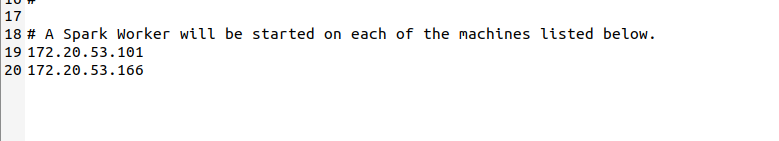 16 #
17
18 # A Spark Worker will be started on each of the machines listed below.
19 172.20.53.101
20 172.20.53.166